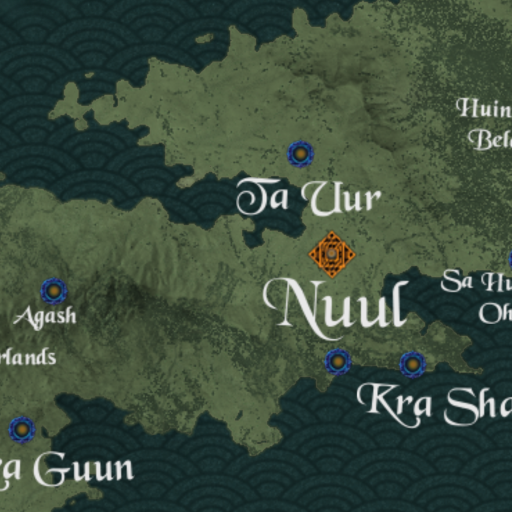 Huin
Bel
Ta Uur
Nuul
Sa Hu
Oh
Agash
rlands
Kra Sha
a Guun